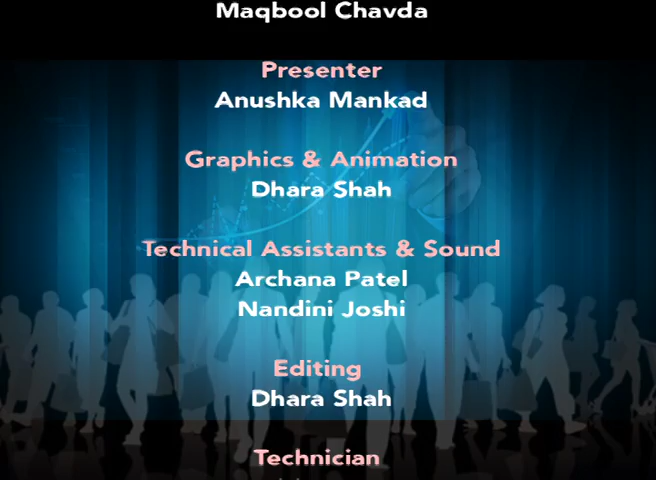 Maqbool Chavda
Presenter
Anushka Mankad
Graphics & Animation
Dhara Shah
Technical Assistants & Sound
Archana Patel
Nandini Joshi
Editing
Dhara Shah
Technician